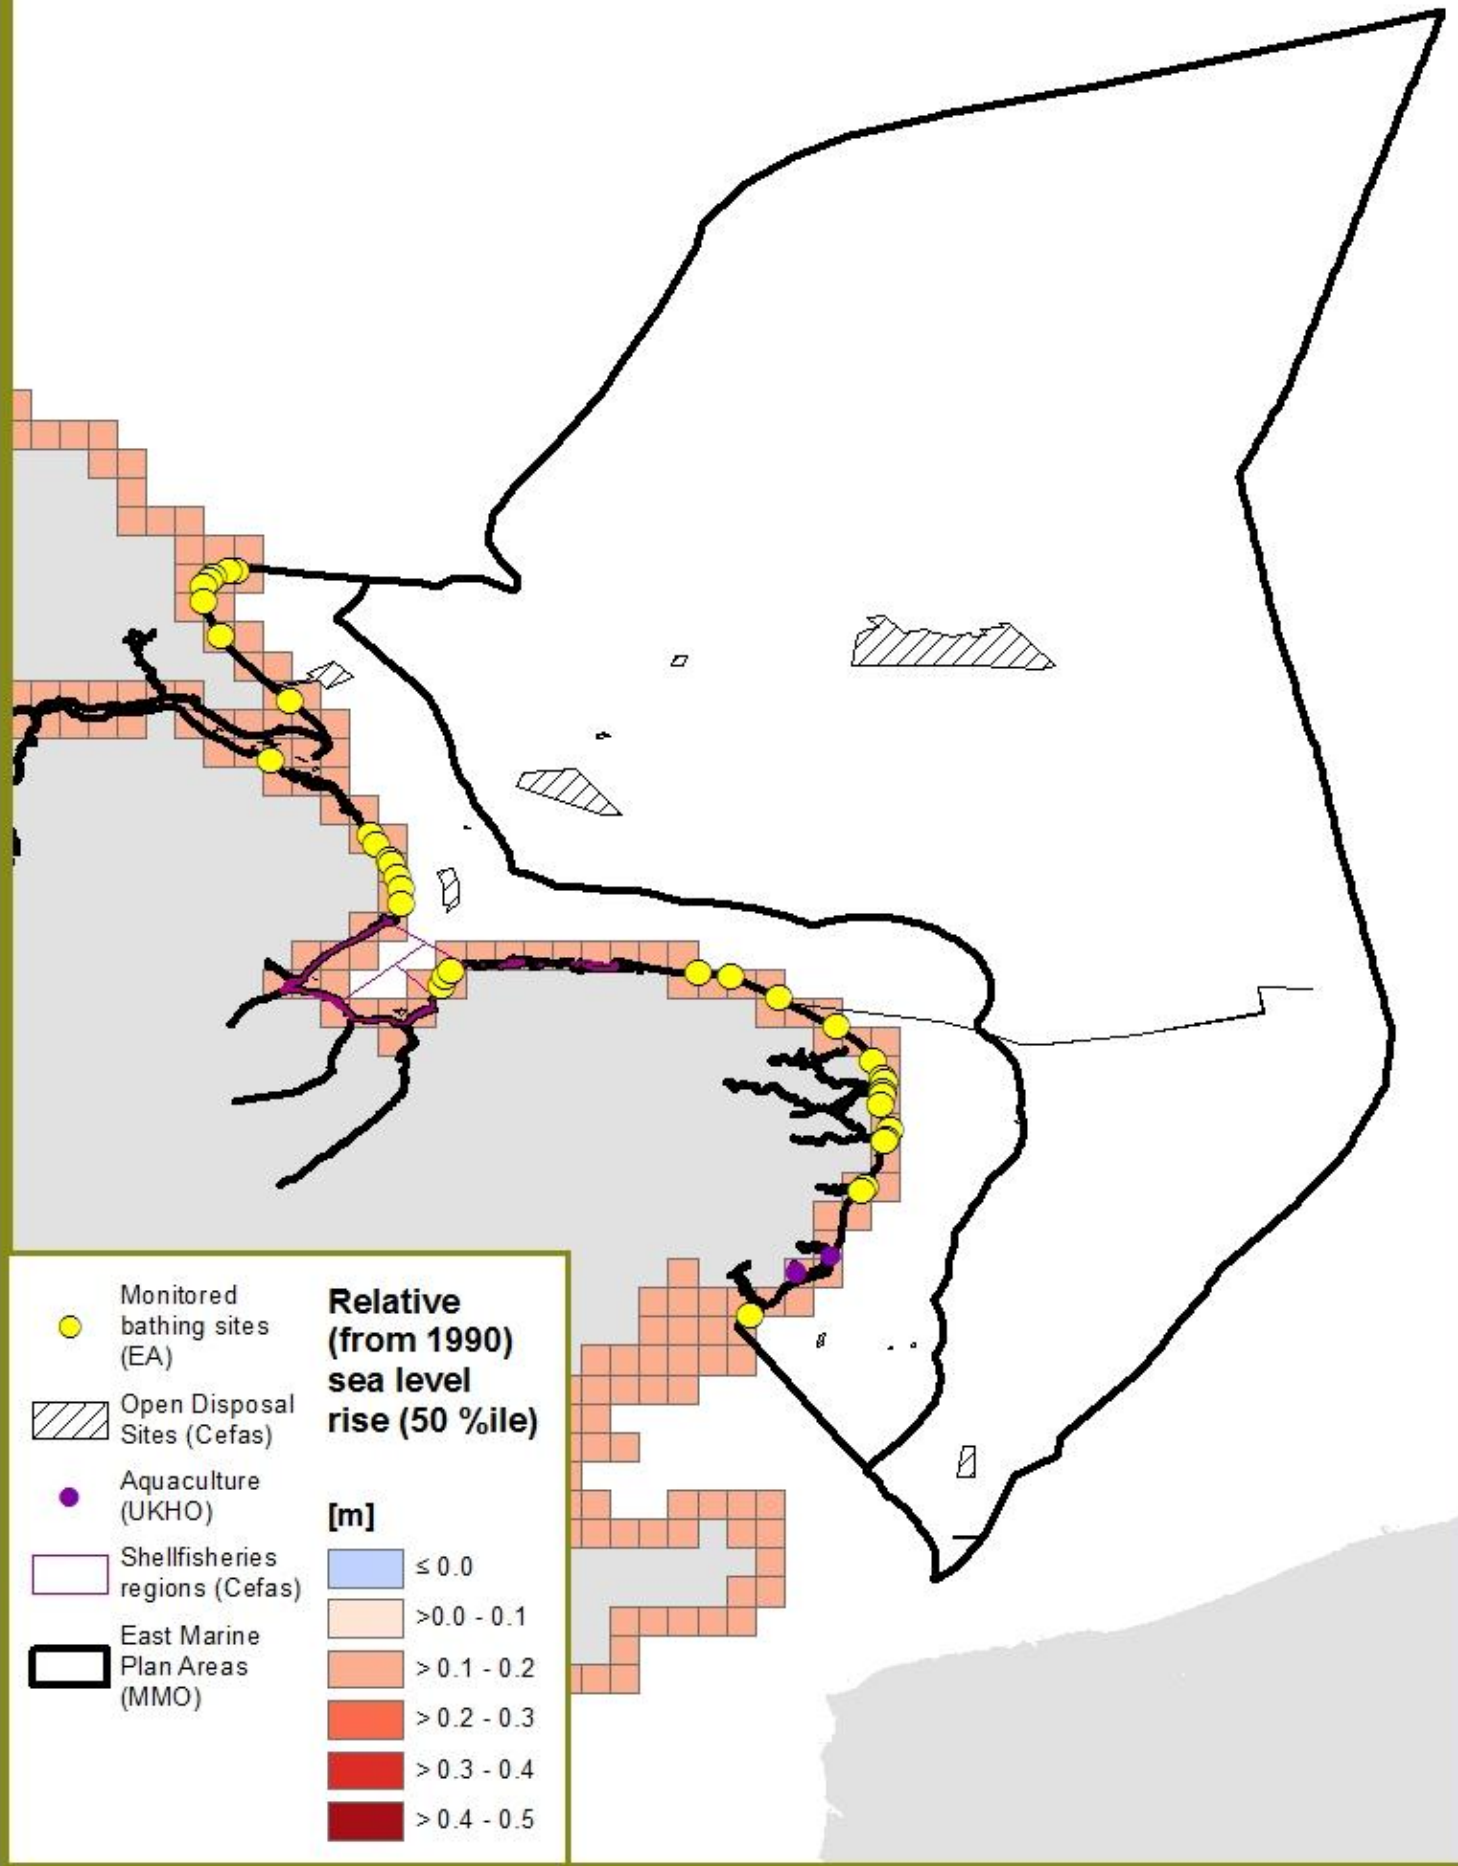 Monitored
bathing sites
(EA)
Open Disposal
Sites (Cefas)
Aquaculture
(UKHO)
Shellfisheries
regions (Cefas)
East Marine
Plan Areas
(MMO)
Relative
(from 1990)
sea level
rise (50 %ile)
[m]
≤ 0.0
>0.0 - 0.1
> 0.1 - 0.2
> 0.2 - 0.3
> 0.3 - 0.4
> 0.4 - 0.5